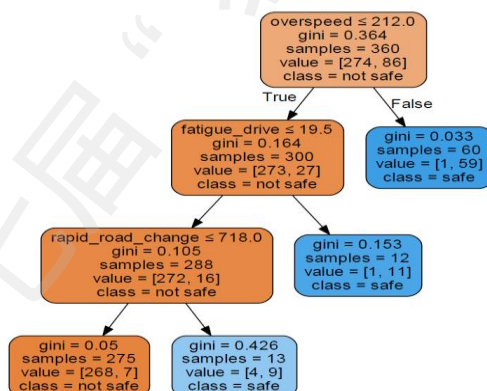 overspeed ≤ 212.0
gini = 0.364
samples = 360
value = [274, 86]
class = not safe
True
False
fatigue_drive ≤ 19.5
gini = 0.164
samples = 300
value = [273, 27]
class = not safe
gini = 0.033
samples = 60
value = [1, 59]
class = safe
rapid_road_change ≤ 718.0
gini = 0.105
samples = 288
value = [272, 16]
class = not safe
gini = 0.153
samples = 12
value = [1, 11]
class = safe
gini = 0.05
samples = 275
value = [268, 7]
class = not safe
gini = 0.426
samples = 13
value = [4, 9]
class = safe
届“